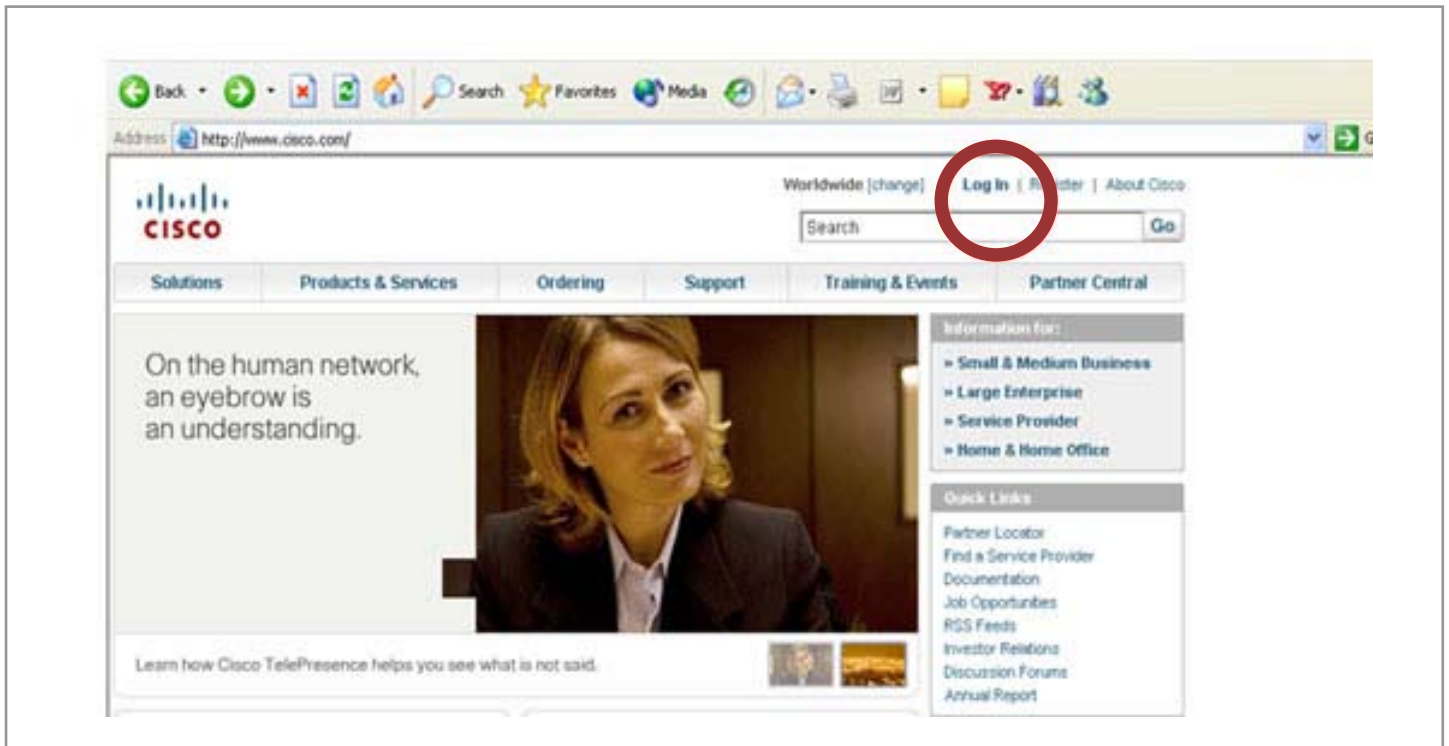 Back Search Favorites Media
Address http://www.cisco.com/ G
Worldwide [change] Log In | Register | About Cisco
CISCO
Search Go
Solutions Products & Services Ordering Support Training & Events Partner Central
On the human network,
an eyebrow is
an understanding.
Information for:
» Small & Medium Business
» Large Enterprise
» Service Provider
» Home & Home Office
Quick Links
Partner Locator
Find a Service Provider
Documentation
Job Opportunities
RSS Feeds
Investor Relations
Discussion Forums
Annual Report
Learn how Cisco TelePresence helps you see what is not said.